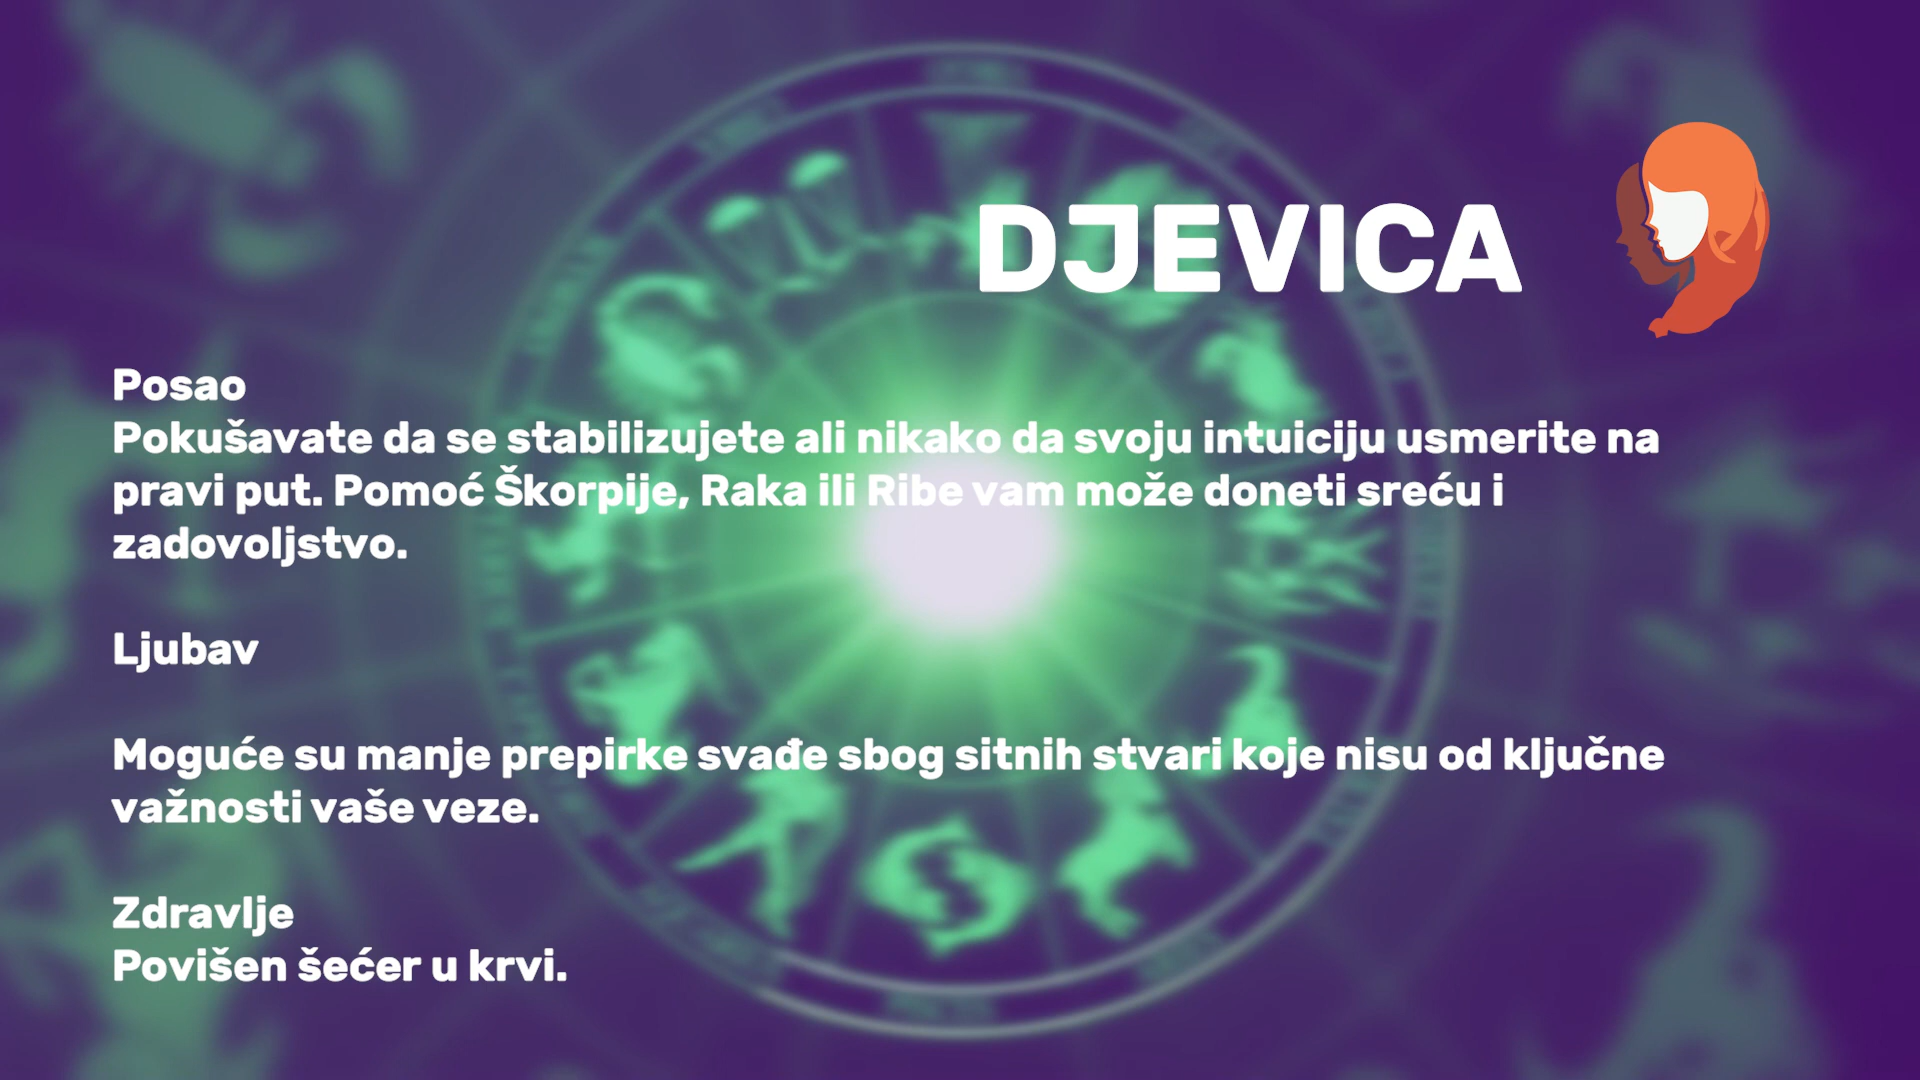 DJEVICA
Posao
Pokušavate da se stabilizujete ali nikako da svoju intuiciju usmerite na
pravi put. Pomoć Škorpije, Raka ili Ribe vam može doneti sreću i
zadovoljstvo.
Ljubav
Moguće su manje prepirke svađe sbog sitnih stvari koje nisu od ključne
važnosti vaše veze.
Zdravlje
Povišen šećer u krvi.